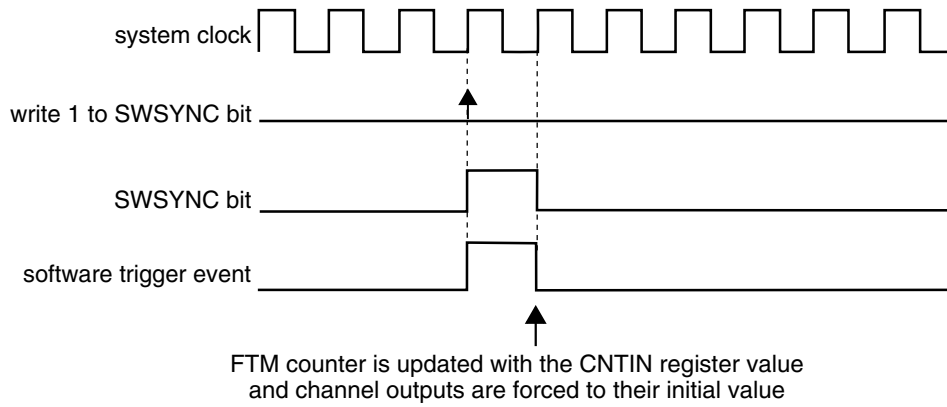 system clock
write 1 to SWSYNC bit
SWSYNC bit
software trigger event
FTM counter is updated with the CNTIN register value
and channel outputs are forced to their initial value